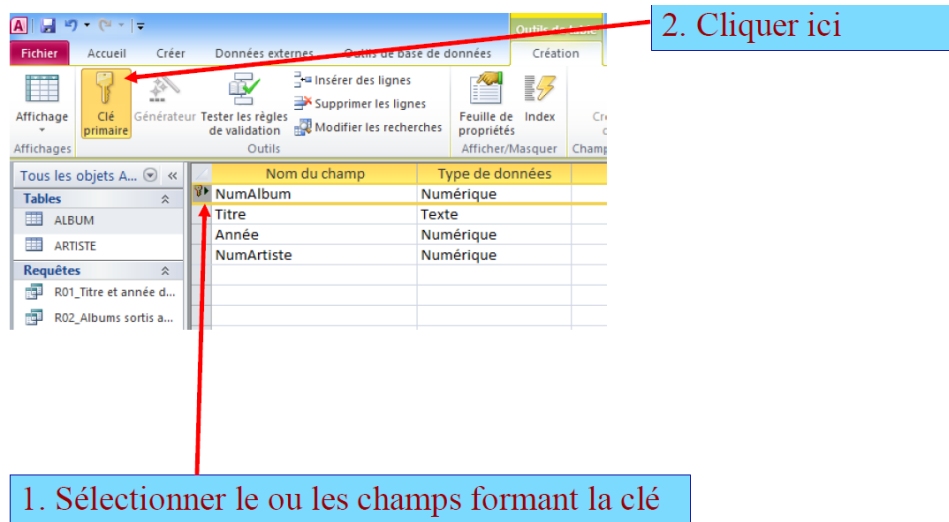 2. Cliquer ici
Outils de table
Fichier Accueil Créer Données externes Outils de base de données Création
Affichage
Clé primaire
Générateur
Tester les règles de validation
Insérer des lignes
Supprimer les lignes
Modifier les recherches
Feuille de propriétés
Index
Affichages Outils Afficher/Masquer
Tous les objets A... «
Nom du champ Type de données
Tables
NumAlbum Numérique
ALBUM
Titre Texte
Année Numérique
ARTISTE
NumArtiste Numérique
Requêtes
R01_Titre et année d...
R02_Albums sortis a...
1. Sélectionner le ou les champs formant la clé